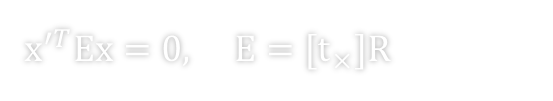 x′ᵀEx = 0, E = [t×]R